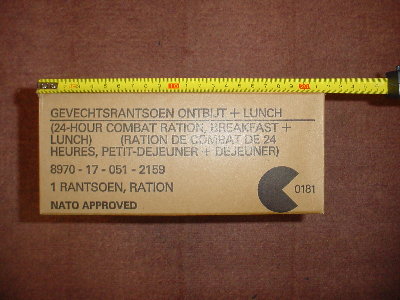 GEVECHTSRANTSOEN ONTBIJT + LUNCH
(24-HOUR COMBAT RATION, BREAKFAST +
LUNCH) (RATION DE COMBAT DE 24
HEURES, PETIT-DEJEUNER + DEJEUNER)
8970 - 17 - 051 - 2159
1 RANTSOEN, RATION
0181
NATO APPROVED